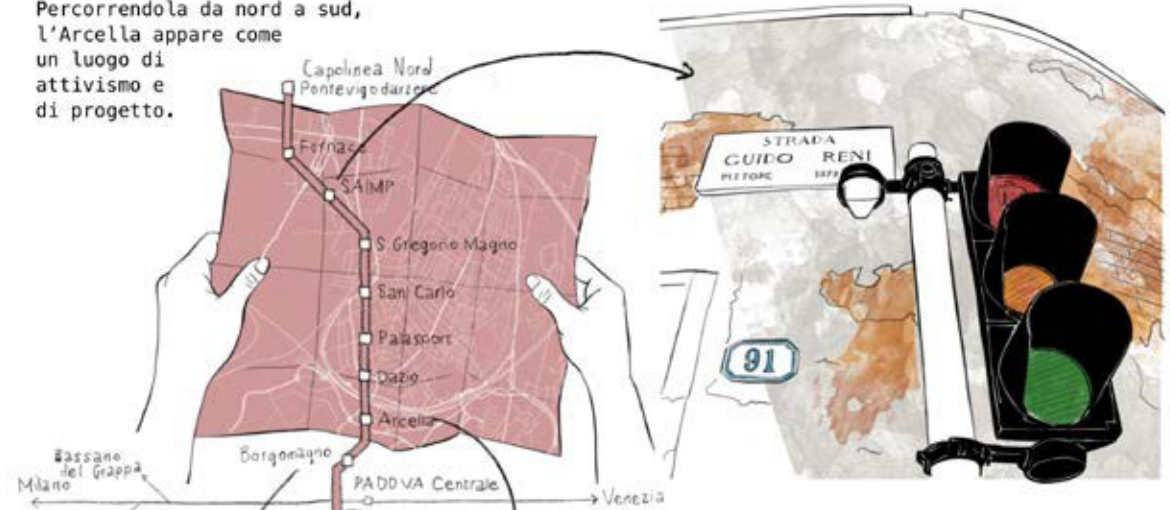 Percorrendola da nord a sud,
l'Arcella appare come
un luogo di
attivismo e
di progetto.
Capolinea Nord
Pontevigodarzere
Fornace
SAIMP
S. Gregorio Magno
San Carlo
Palasport
Dazio
Arcella
Borgomagno
Bassano
del Grappa
Milano
PADOVA Centrale
Venezia
STRADA
GUIDO RENI
PITTORE
91